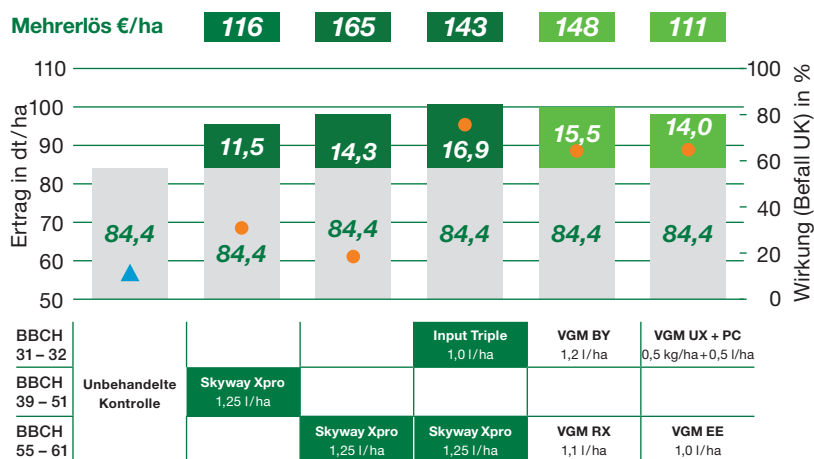 Mehrerlös €/ha 116 165 143 148 111
Ertrag in dt/ha
110
100
90
80
70
60
50
Wirkung (Befall UK) in %
100
80
60
40
20
0
11,5 14,3 16,9 15,5 14,0
84,4 84,4 84,4 84,4 84,4 84,4
BBCH
31 – 32
Input Triple
1,0 l/ha
VGM BY
1,2 l/ha
VGM UX + PC
0,5 kg/ha+0,5 l/ha
Unbehandelte
Kontrolle
BBCH
39 – 51
Skyway Xpro
1,25 l/ha
BBCH
55 – 61
Skyway Xpro
1,25 l/ha
Skyway Xpro
1,25 l/ha
VGM RX
1,1 l/ha
VGM EE
1,0 l/ha